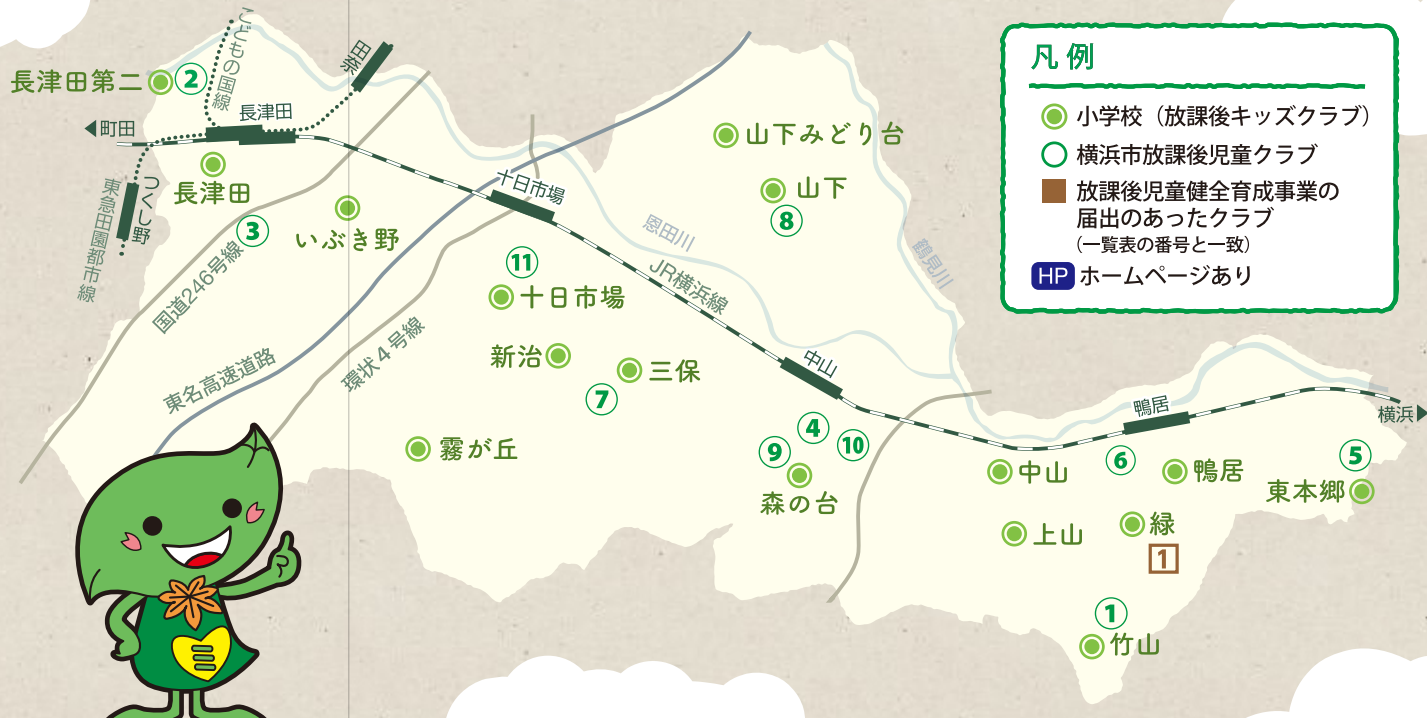 こどもの国線
田奈
長津田第二
②
長津田
◀町田
長津田
つくし野
東急田園都市線
③
国道246号線
いぶき野
十日市場
⑪
十日市場
新治
三保
⑦
環状4号線
東名高速道路
霧が丘
山下みどり台
山下
⑧
恩田川
鶴見川
JR横浜線
中山
④
⑨
⑩
森の台
中山
上山
鴨居
⑥
鴨居
緑
1
①
竹山
横浜▶
⑤
東本郷
凡例
小学校（放課後キッズクラブ）
横浜市放課後児童クラブ
放課後児童健全育成事業の
届出のあったクラブ
（一覧表の番号と一致）
HP ホームページあり